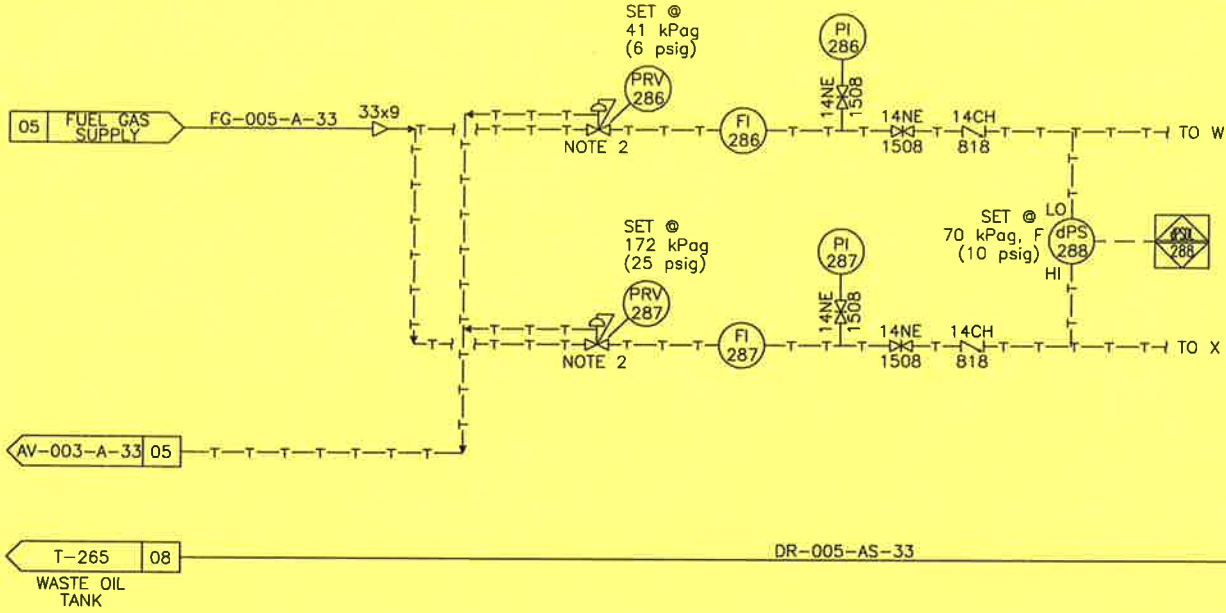 SET @
41 kPag
(6 psig)
PI
286
PRV
286
14NE
1508
05
FUEL GAS
SUPPLY
FG-005-A-33
33x9
NOTE 2
FI
286
14NE
1508
14CH
818
TO W
SET @
172 kPag
(25 psig)
PI
287
PRV
287
14NE
1508
SET @
70 kPag, F
(10 psig)
LO
dPS
288
HI
288
NOTE 2
FI
287
14NE
1508
14CH
818
TO X
AV-003-A-33
05
T-265
08
WASTE OIL
TANK
DR-005-AS-33